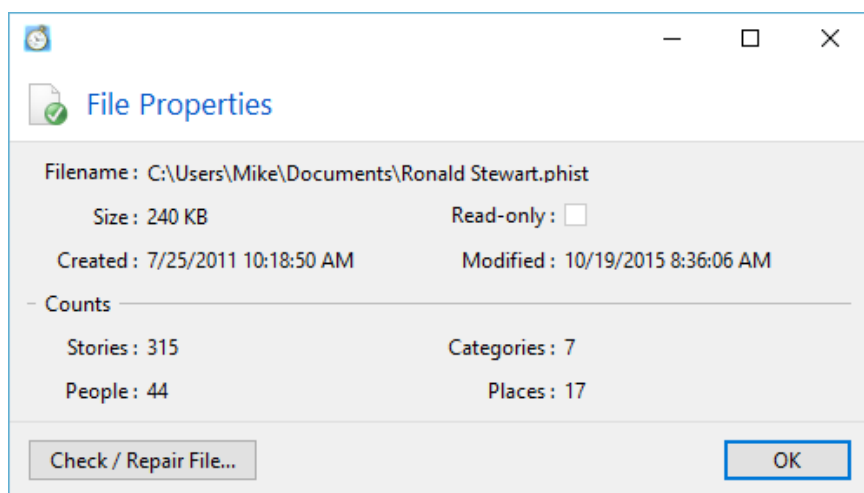 File Properties
Filename : C:\Users\Mike\Documents\Ronald Stewart.phist
Size : 240 KB Read-only :
Created : 7/25/2011 10:18:50 AM Modified : 10/19/2015 8:36:06 AM
Counts
Stories : 315 Categories : 7
People : 44 Places : 17
Check / Repair File... OK